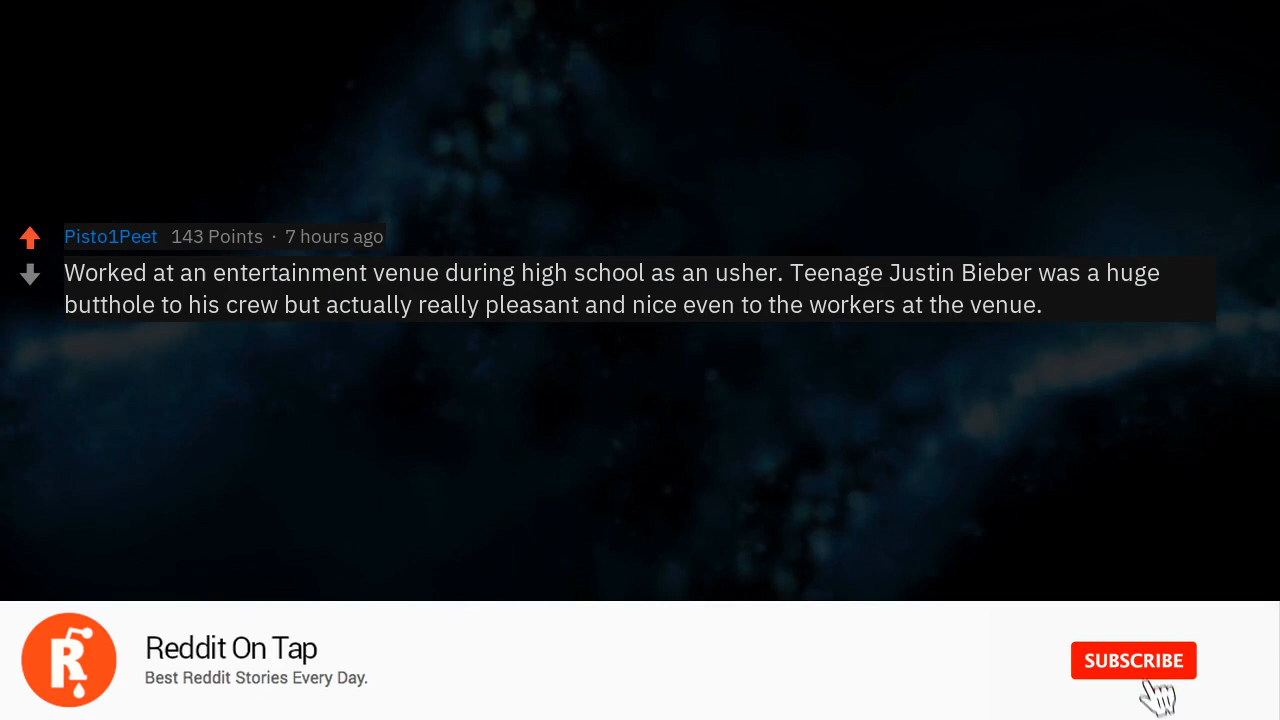 Pisto1Peet 143 Points · 7 hours ago
Worked at an entertainment venue during high school as an usher. Teenage Justin Bieber was a huge
butthole to his crew but actually really pleasant and nice even to the workers at the venue.
Reddit On Tap
Best Reddit Stories Every Day.
SUBSCRIBE